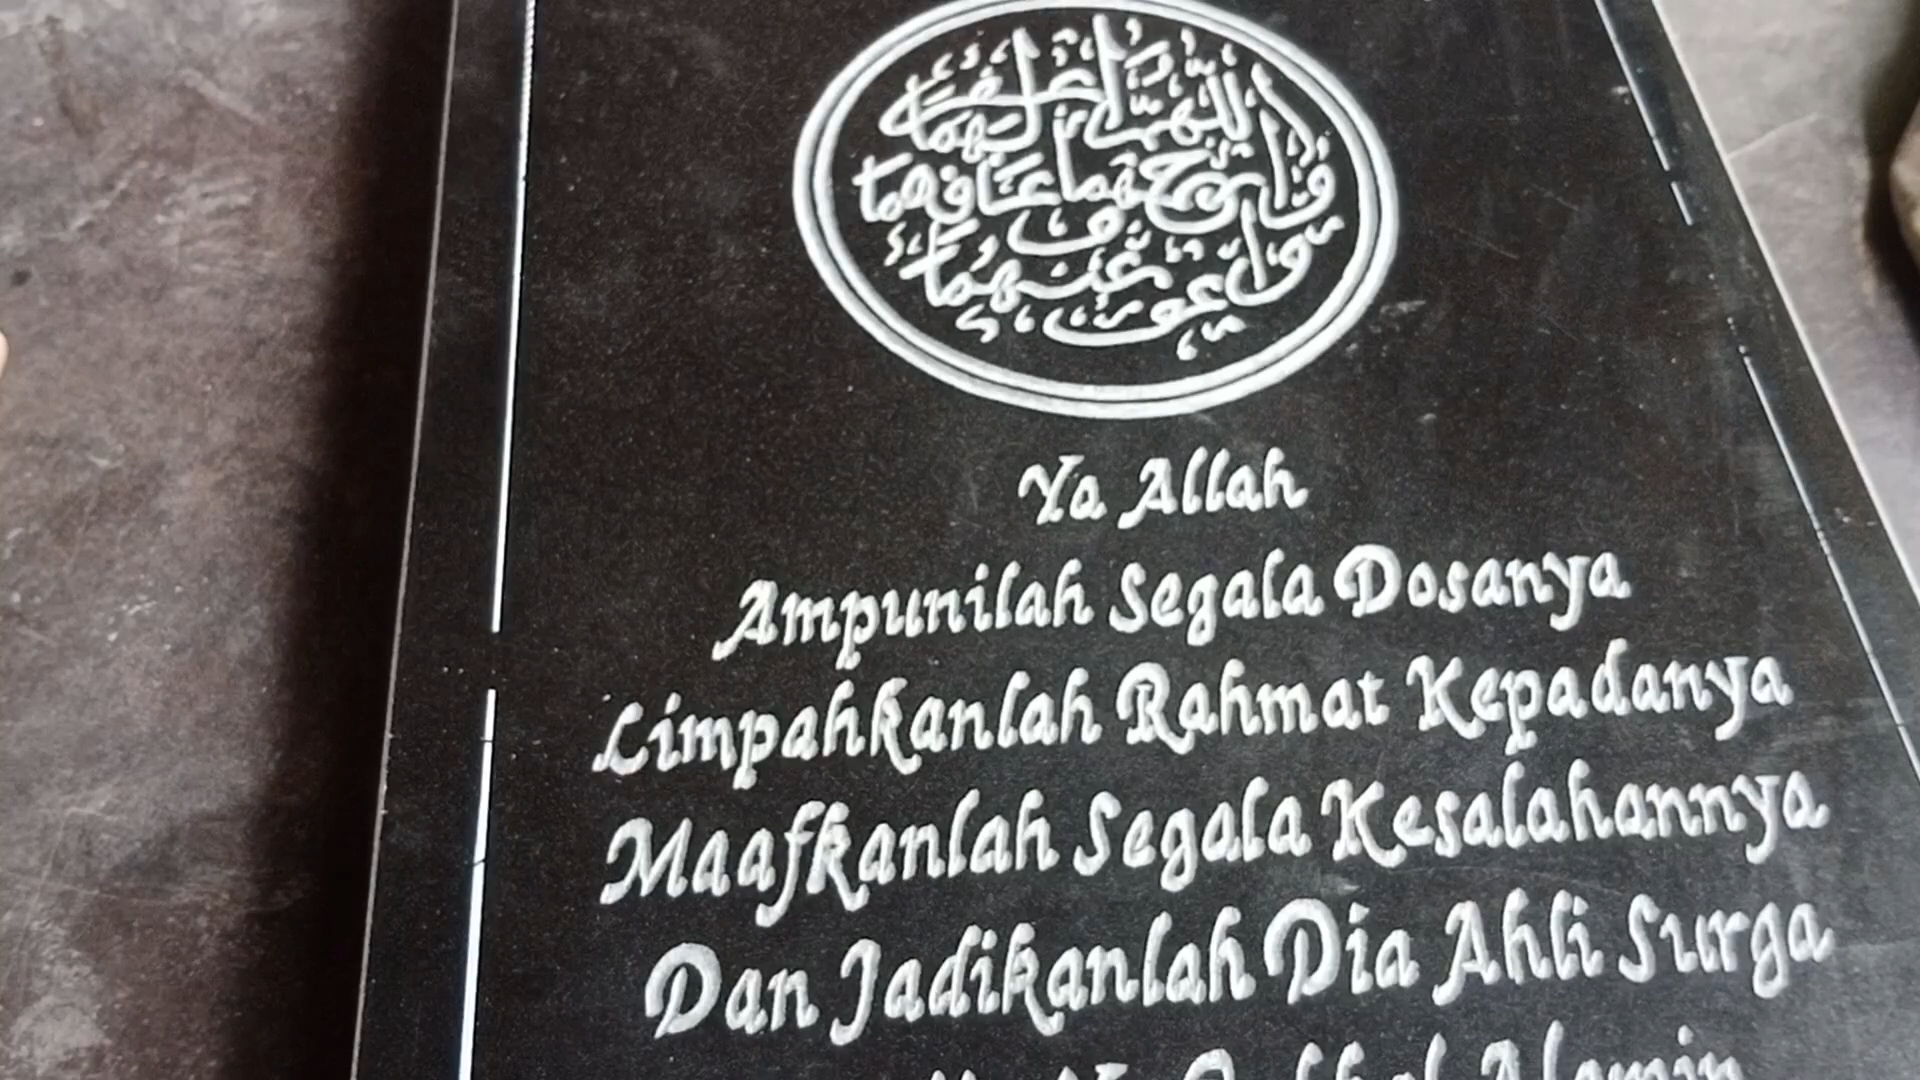 اللهم اغفر لهما
وارحمهما وعافهما
واعف عنهما
Ya Allah
Ampunilah Segala Dosanya
Limpahkanlah Rahmat Kepadanya
Maafkanlah Segala Kesalahannya
Dan Jadikanlah Dia Ahli Surga
Alamin